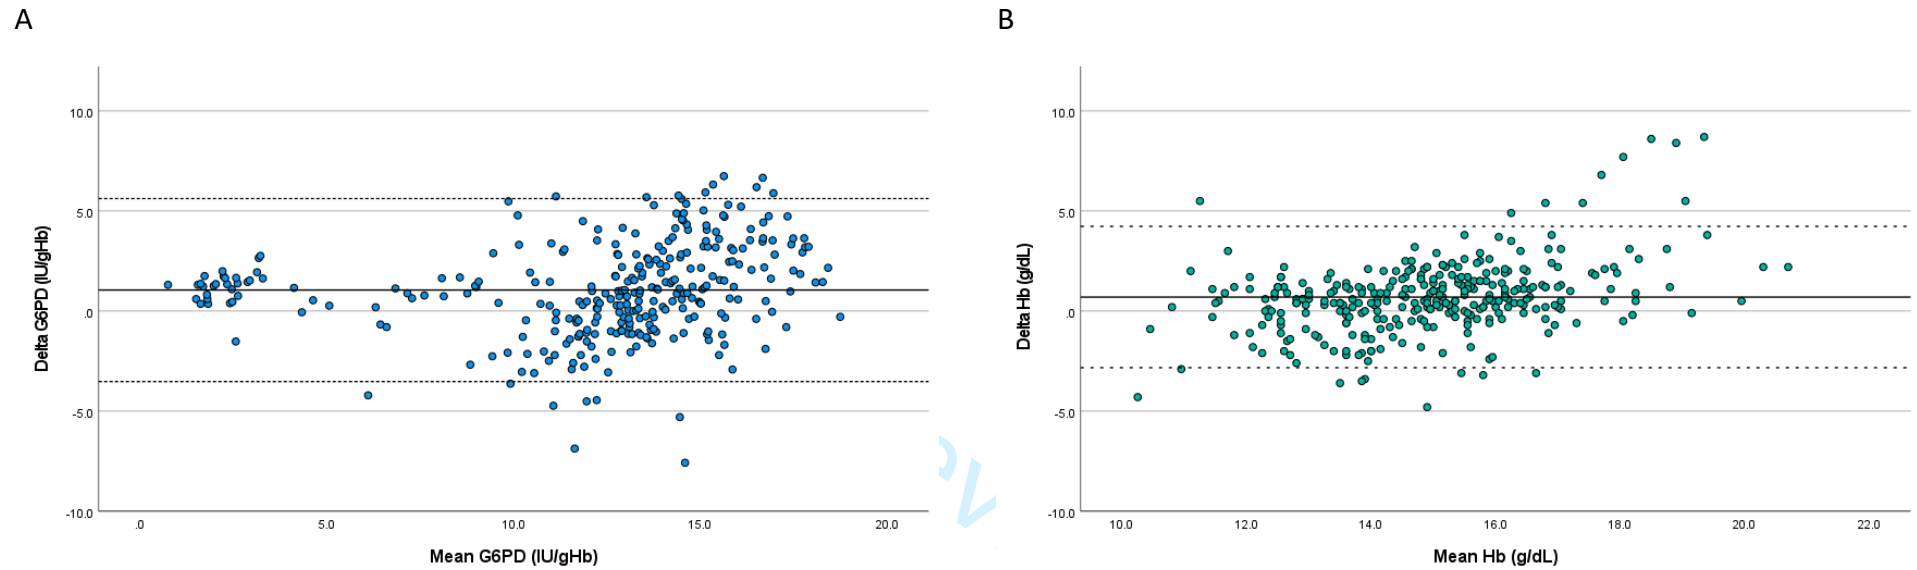 A
B
10.0
5.0
.0
-5.0
-10.0
.0 5.0 10.0 15.0 20.0
Delta G6PD (IU/gHb)
Mean G6PD (IU/gHb)
10.0
5.0
.0
-5.0
-10.0
10.0 12.0 14.0 16.0 18.0 20.0 22.0
Delta Hb (g/dL)
Mean Hb (g/dL)